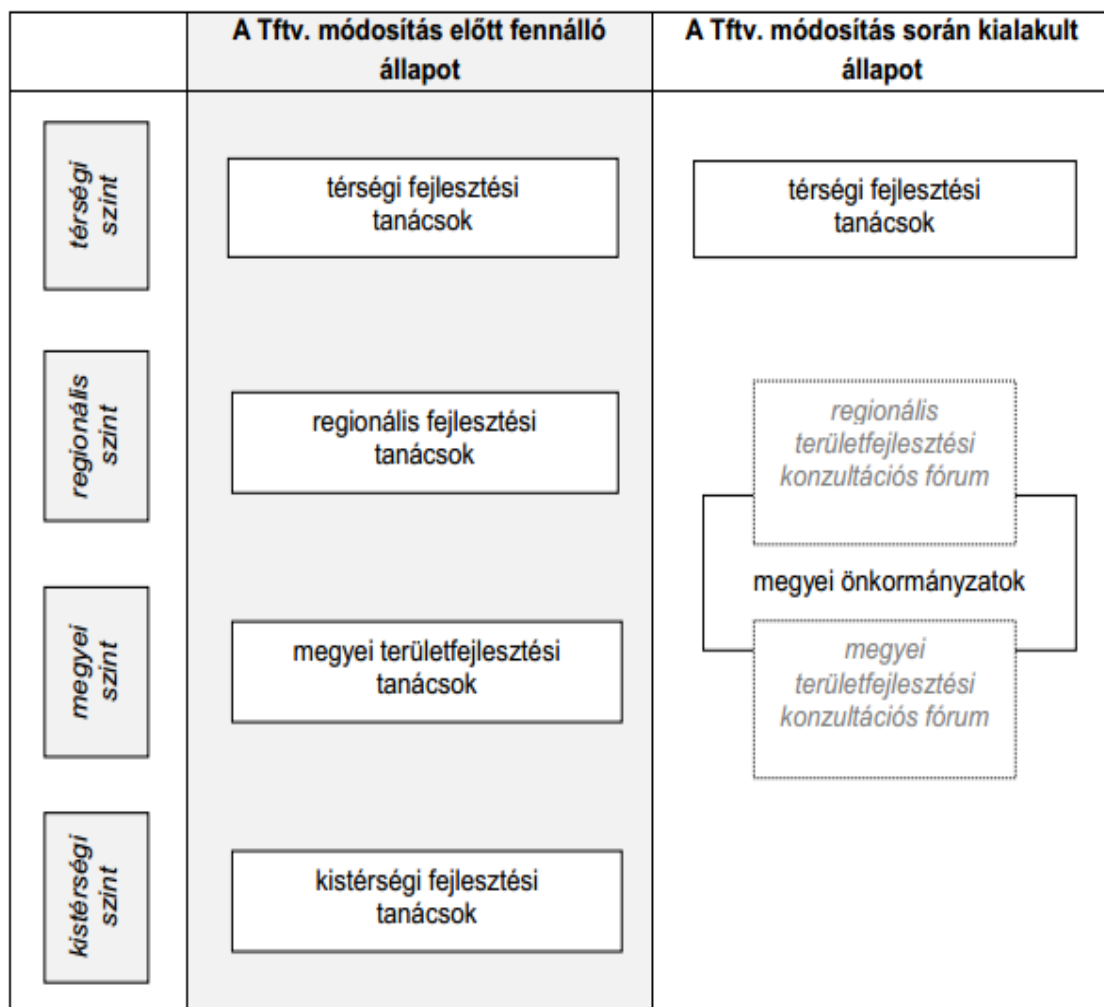 A Tftv. módosítás előtt fennálló
állapot
A Tftv. módosítás során kialakult
állapot
térségi
szint
térségi fejlesztési
tanácsok
térségi fejlesztési
tanácsok
regionális
szint
regionális fejlesztési
tanácsok
regionális
területfejlesztési
konzultációs fórum
megyei önkormányzatok
megyei
szint
megyei területfejlesztési
tanácsok
megyei
területfejlesztési
konzultációs fórum
kistérségi
szint
kistérségi fejlesztési
tanácsok